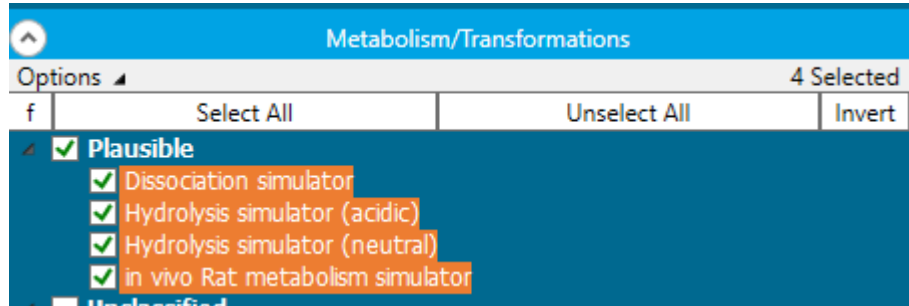 Metabolism/Transformations
Options 4 Selected
f Select All Unselect All Invert
Plausible
Dissociation simulator
Hydrolysis simulator (acidic)
Hydrolysis simulator (neutral)
in vivo Rat metabolism simulator
Unclassified